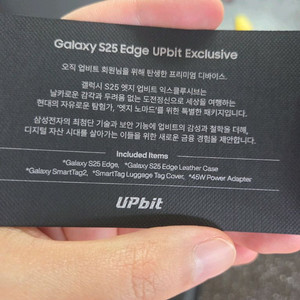 Galaxy S25 Edge UPbit Exclusive
오직 업비트 회원님을 위해 탄생한 프리미엄 디바이스.
갤럭시 S25 엣지 업비트 익스클루시브는
날카로운 감각과 두려움 없는 도전정신으로 세상을 여행하는
현대의 자유로운 탐험가, '엣지 노마드'를 위한 특별한 패키지입니다.
삼성전자의 최첨단 기술과 보안 기능에 업비트의 감성과 철학을 더해,
디지털 자산 시대를 살아가는 이들을 위한 새로운 금융 경험을 제안합니다.
Included Items
*Galaxy S25 Edge, *Galaxy S25 Edge Leather Case
*Galaxy SmartTag2, *SmartTag Luggage Tag Cover, *45W Power Adapter
UPbit